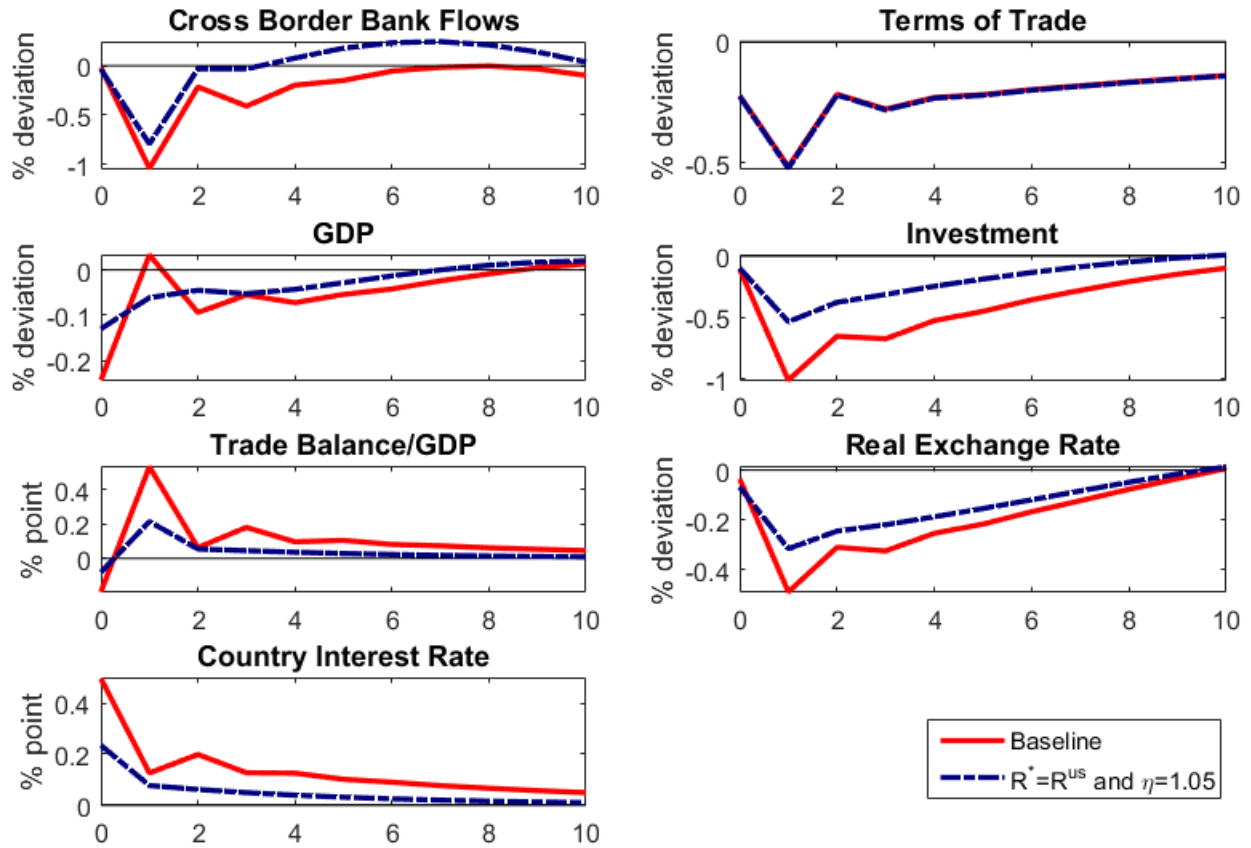 Cross Border Bank Flows
% deviation
0
-0.5
-1
0 2 4 6 8 10
Terms of Trade
% deviation
0
-0.5
0 2 4 6 8 10
GDP
% deviation
0
-0.1
-0.2
0 2 4 6 8 10
Investment
% deviation
0
-0.5
-1
0 2 4 6 8 10
Trade Balance/GDP
% point
0.4
0.2
0
0 2 4 6 8 10
Real Exchange Rate
% deviation
0
-0.2
-0.4
0 2 4 6 8 10
Country Interest Rate
% point
0.4
0.2
0
0 2 4 6 8 10
Baseline
R*=Rus and η=1.05